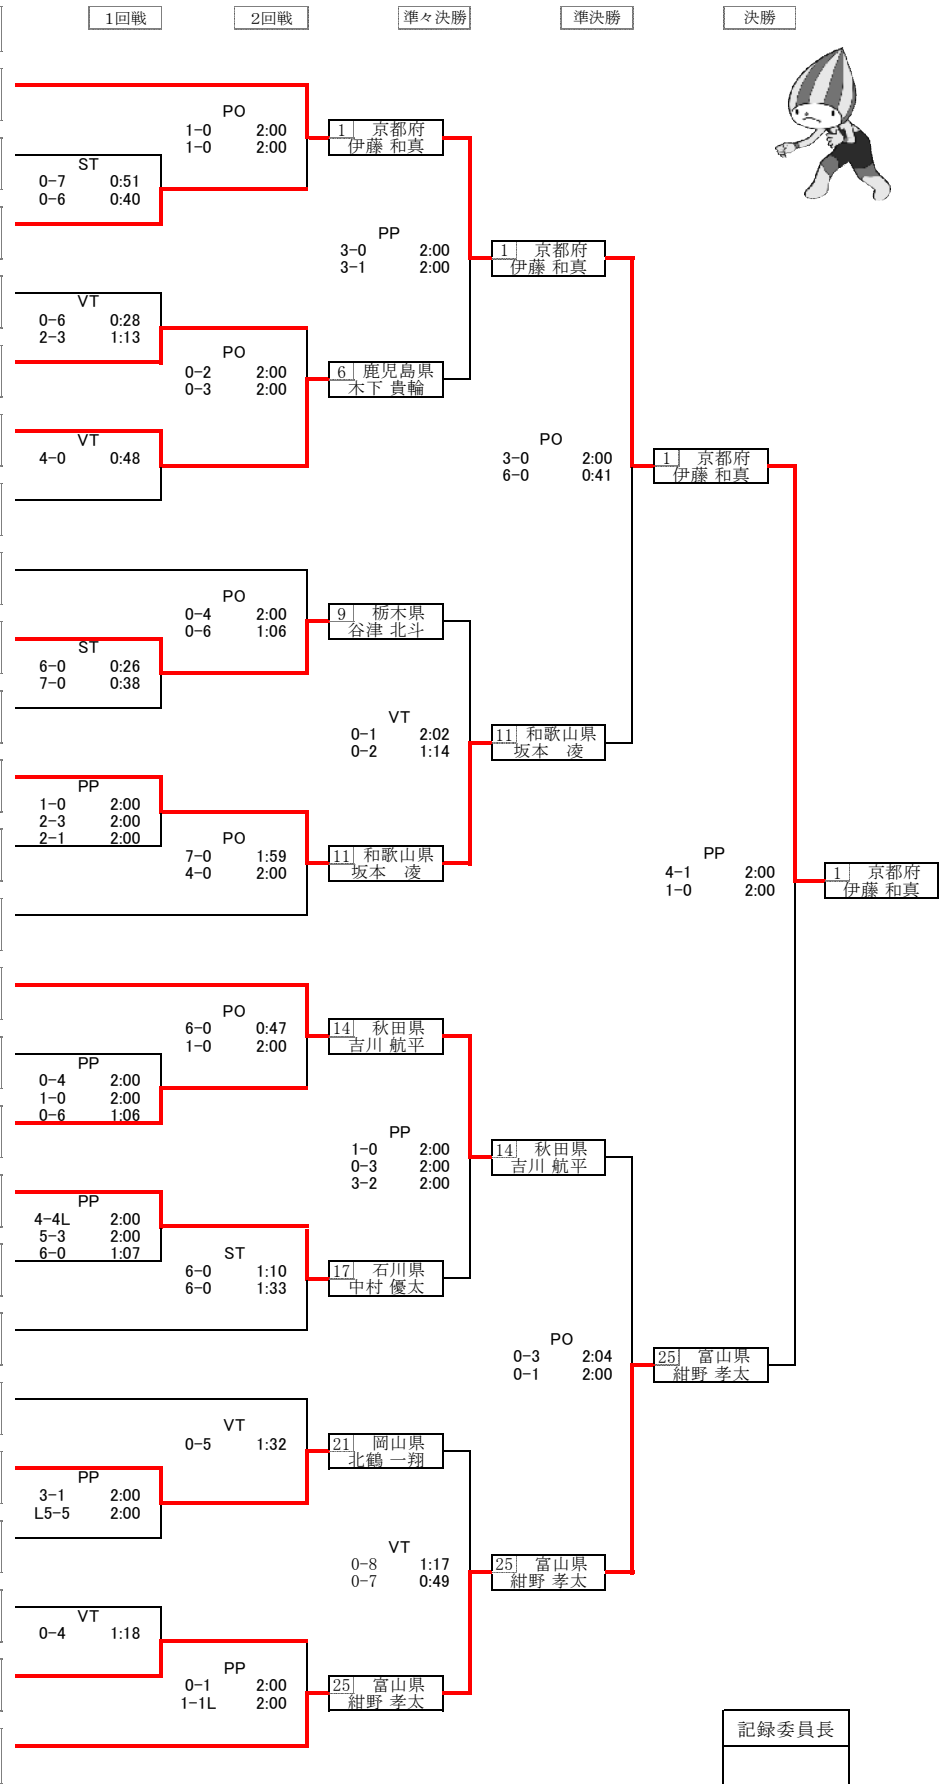 1回戦 2回戦 準々決勝 準決勝 決勝
PO
1-0 2:00
1-0 2:00
1 京都府
伊藤 和真
ST
0-7 0:51
0-6 0:40
PP
3-0 2:00
3-1 2:00
1 京都府
伊藤 和真
VT
0-6 0:28
2-3 1:13
PO
0-2 2:00
0-3 2:00
6 鹿児島県
木下 貴輪
VT
4-0 0:48
PO
3-0 2:00
6-0 0:41
1 京都府
伊藤 和真
PO
0-4 2:00
0-6 1:06
9 栃木県
谷津 北斗
ST
6-0 0:26
7-0 0:38
VT
0-1 2:02
0-2 1:14
11 和歌山県
坂本 凌
PP
1-0 2:00
2-3 2:00
2-1 2:00
PO
7-0 1:59
4-0 2:00
11 和歌山県
坂本 凌
PP
4-1 2:00
1-0 2:00
1 京都府
伊藤 和真
PO
6-0 0:47
1-0 2:00
14 秋田県
吉川 航平
PP
0-4 2:00
1-0 2:00
0-6 1:06
PP
1-0 2:00
0-3 2:00
3-2 2:00
14 秋田県
吉川 航平
PP
4-4L 2:00
5-3 2:00
6-0 1:07
ST
6-0 1:10
6-0 1:33
17 石川県
中村 優太
PO
0-3 2:04
0-1 2:00
25 富山県
紺野 孝太
VT
0-5 1:32
21 岡山県
北鶴 一翔
PP
3-1 2:00
L5-5 2:00
VT
0-8 1:17
0-7 0:49
25 富山県
紺野 孝太
VT
0-4 1:18
PP
0-1 2:00
1-1L 2:00
25 富山県
紺野 孝太
記録委員長